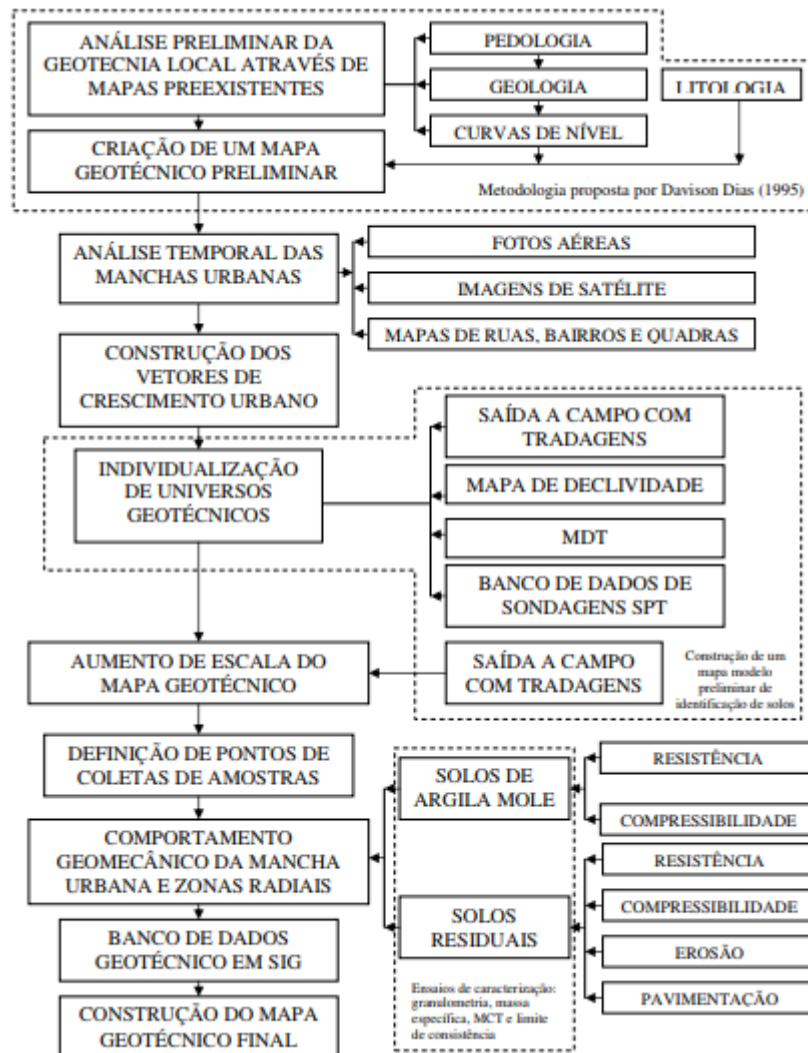 ANÁLISE PRELIMINAR DA
GEOTECNIA LOCAL ATRAVÉS DE
MAPAS PREEXISTENTES
PEDOLOGIA
GEOLOGIA
LITOLOGIA
CURVAS DE NÍVEL
CRIAÇÃO DE UM MAPA
GEOTÉCNICO PRELIMINAR
Metodologia proposta por Davison Dias (1995)
ANÁLISE TEMPORAL DAS
MANCHAS URBANAS
FOTOS AÉREAS
IMAGENS DE SATÉLITE
MAPAS DE RUAS, BAIRROS E QUADRAS
CONSTRUÇÃO DOS
VETORES DE
CRESCIMENTO URBANO
INDIVIDUALIZAÇÃO
DE UNIVERSOS
GEOTÉCNICOS
SAÍDA A CAMPO COM
TRADAGENS
MAPA DE DECLIVIDADE
MDT
BANCO DE DADOS DE
SONDAGENS SPT
AUMENTO DE ESCALA DO
MAPA GEOTÉCNICO
SAÍDA A CAMPO
COM TRADAGENS
Construção de um
mapa modelo
preliminar de
identificação de solos
DEFINIÇÃO DE PONTOS DE
COLETAS DE AMOSTRAS
SOLOS DE
ARGILA MOLE
RESISTÊNCIA
COMPRESSIBILIDADE
COMPORTAMENTO
GEOMECÂNICO DA MANCHA
URBANA E ZONAS RADIAIS
SOLOS
RESIDUAIS
RESISTÊNCIA
COMPRESSIBILIDADE
EROSÃO
PAVIMENTAÇÃO
BANCO DE DADOS
GEOTÉCNICO EM SIG
Ensaios de caracterização:
granulometria, massa
específica, MCT e limite
de consistência
CONSTRUÇÃO DO MAPA
GEOTÉCNICO FINAL